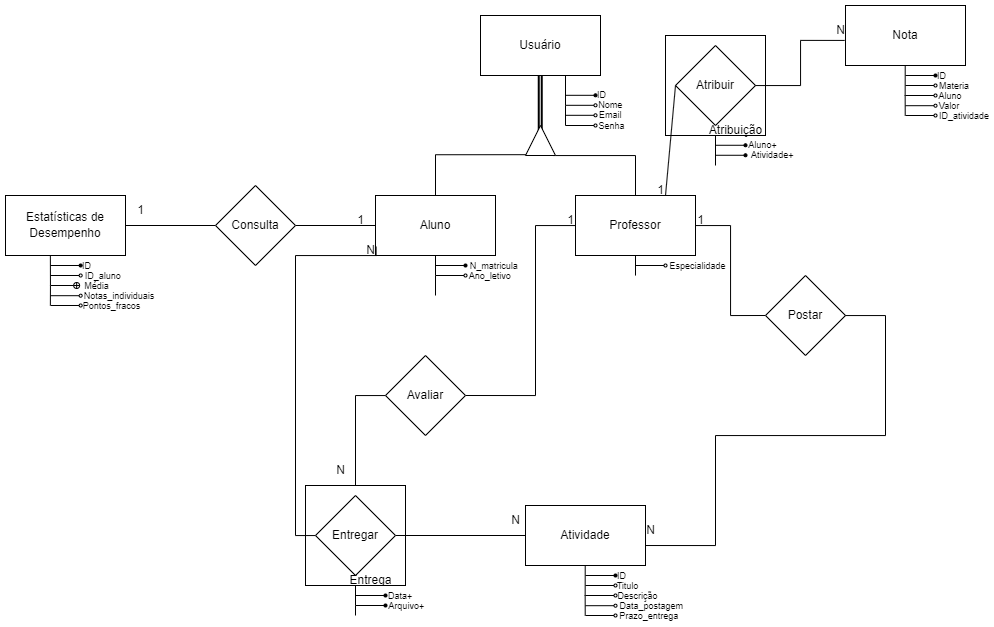 Usuário
ID
Nome
Email
Senha
Atribuir
Atribuição
Aluno+
Atividade+
N
1
Nota
ID
Materia
Aluno
Valor
ID_atividade
Estatísticas de
Desempenho
ID
ID_aluno
Média
Notas_individuais
Pontos_fracos
1
Consulta
1
Aluno
N
N_matricula
Ano_letivo
1
Professor
1
Especialidade
Postar
Avaliar
N
Entregar
Entrega
Data+
Arquivo+
N
Atividade
N
ID
Titulo
Descrição
Data_postagem
Prazo_entrega